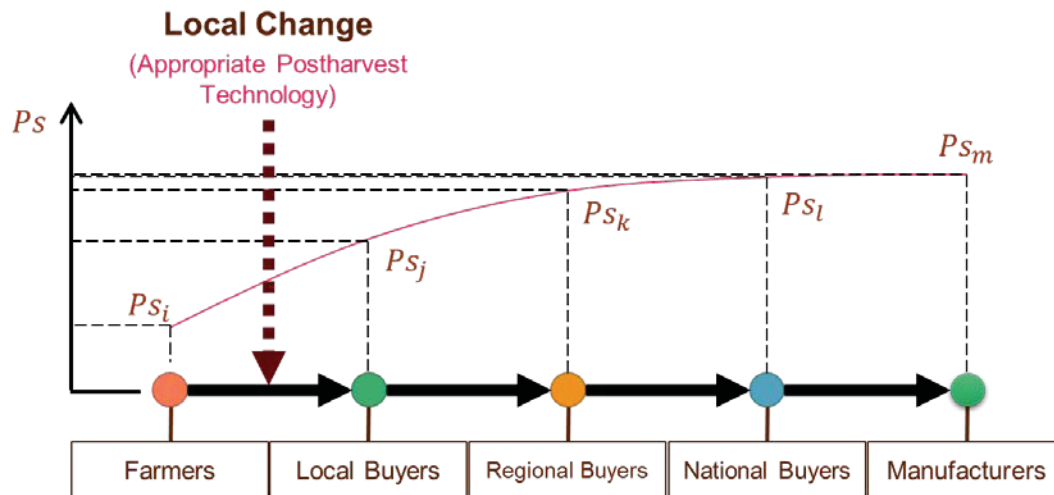 Local Change
(Appropriate Postharvest
Technology)
Ps
Ps_m
Ps_k
Ps_l
Ps_j
Ps_i
Farmers
Local Buyers
Regional Buyers
National Buyers
Manufacturers